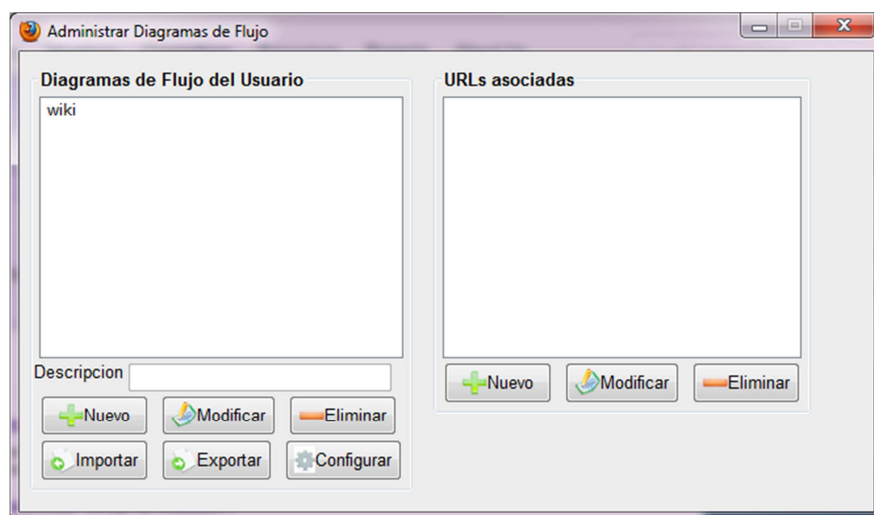 Administrar Diagramas de Flujo
Diagramas de Flujo del Usuario
wiki
Descripcion
Nuevo Modificar Eliminar
Importar Exportar Configurar
URLs asociadas
Nuevo Modificar Eliminar